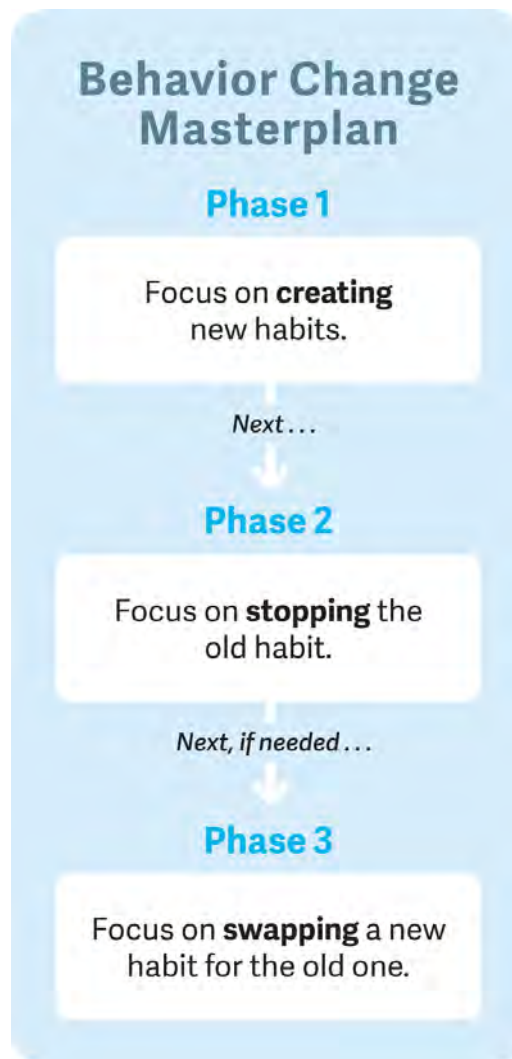 Behavior Change
Masterplan
Phase 1
Focus on creating
new habits.
Next . . .
Phase 2
Focus on stopping the
old habit.
Next, if needed . . .
Phase 3
Focus on swapping a new
habit for the old one.